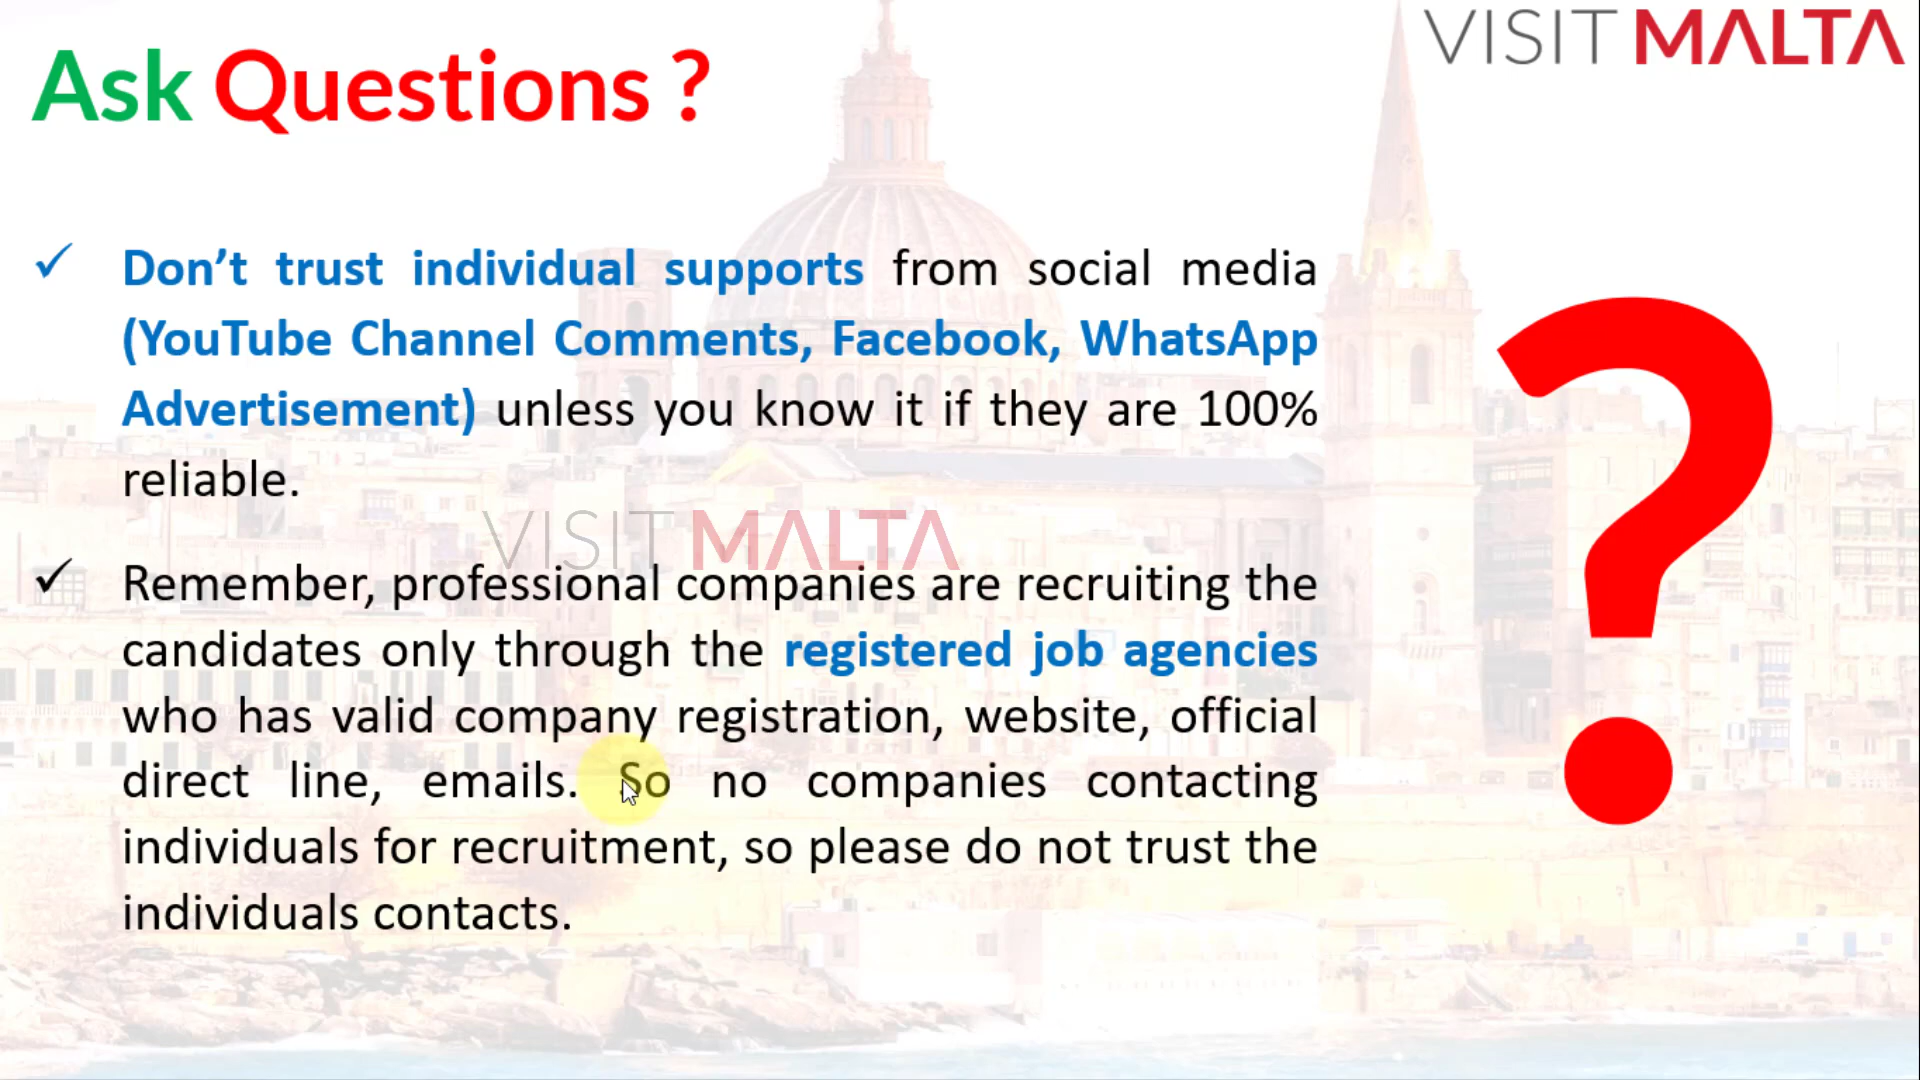 VISIT MALTA
Ask Questions ?
✓ Don’t trust individual supports from social media
(YouTube Channel Comments, Facebook, WhatsApp
Advertisement) unless you know it if they are 100%
reliable.
VISIT MALTA
✓ Remember, professional companies are recruiting the
candidates only through the registered job agencies
who has valid company registration, website, official
direct line, emails. So no companies contacting
individuals for recruitment, so please do not trust the
individuals contacts.
?